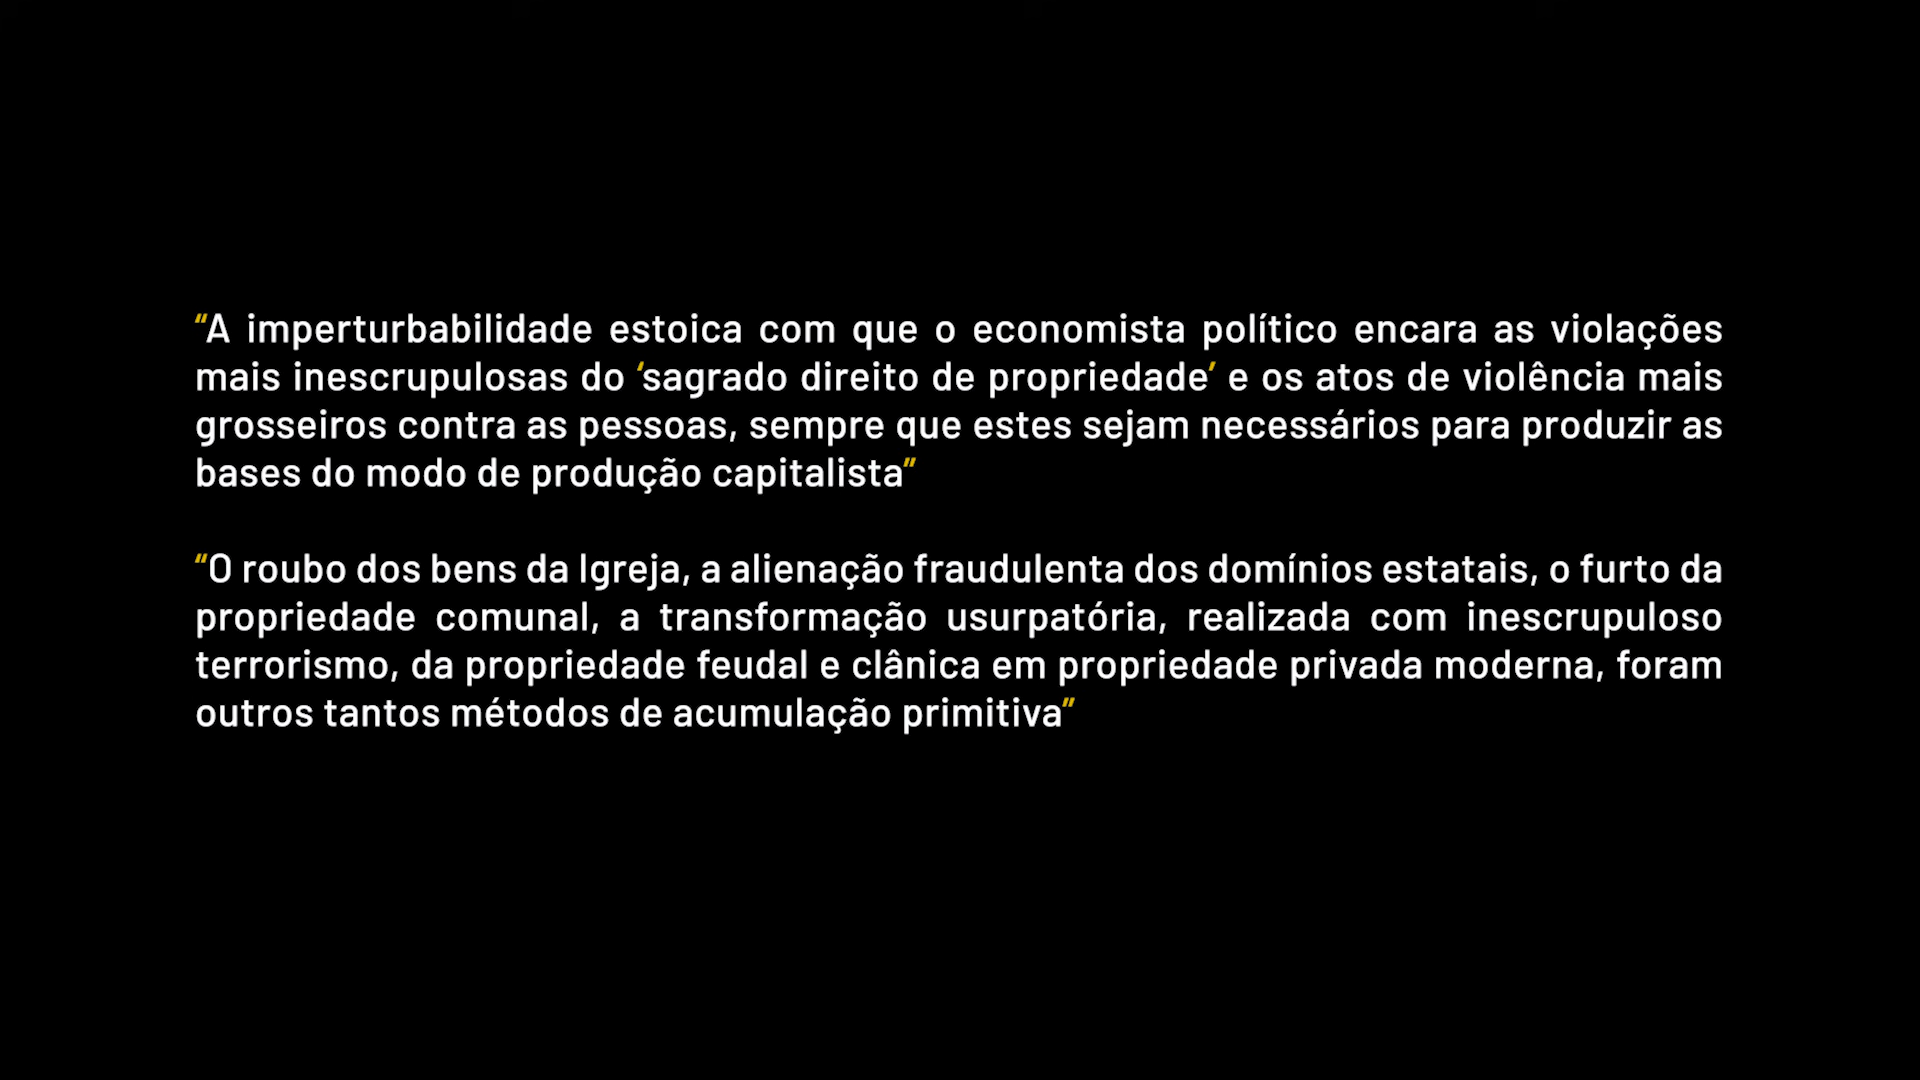 “A imperturbabilidade estoica com que o economista político encara as violações
mais inescrupulosas do ‘sagrado direito de propriedade’ e os atos de violência mais
grosseiros contra as pessoas, sempre que estes sejam necessários para produzir as
bases do modo de produção capitalista”
“O roubo dos bens da Igreja, a alienação fraudulenta dos domínios estatais, o furto da
propriedade comunal, a transformação usurpatória, realizada com inescrupuloso
terrorismo, da propriedade feudal e clânica em propriedade privada moderna, foram
outros tantos métodos de acumulação primitiva”